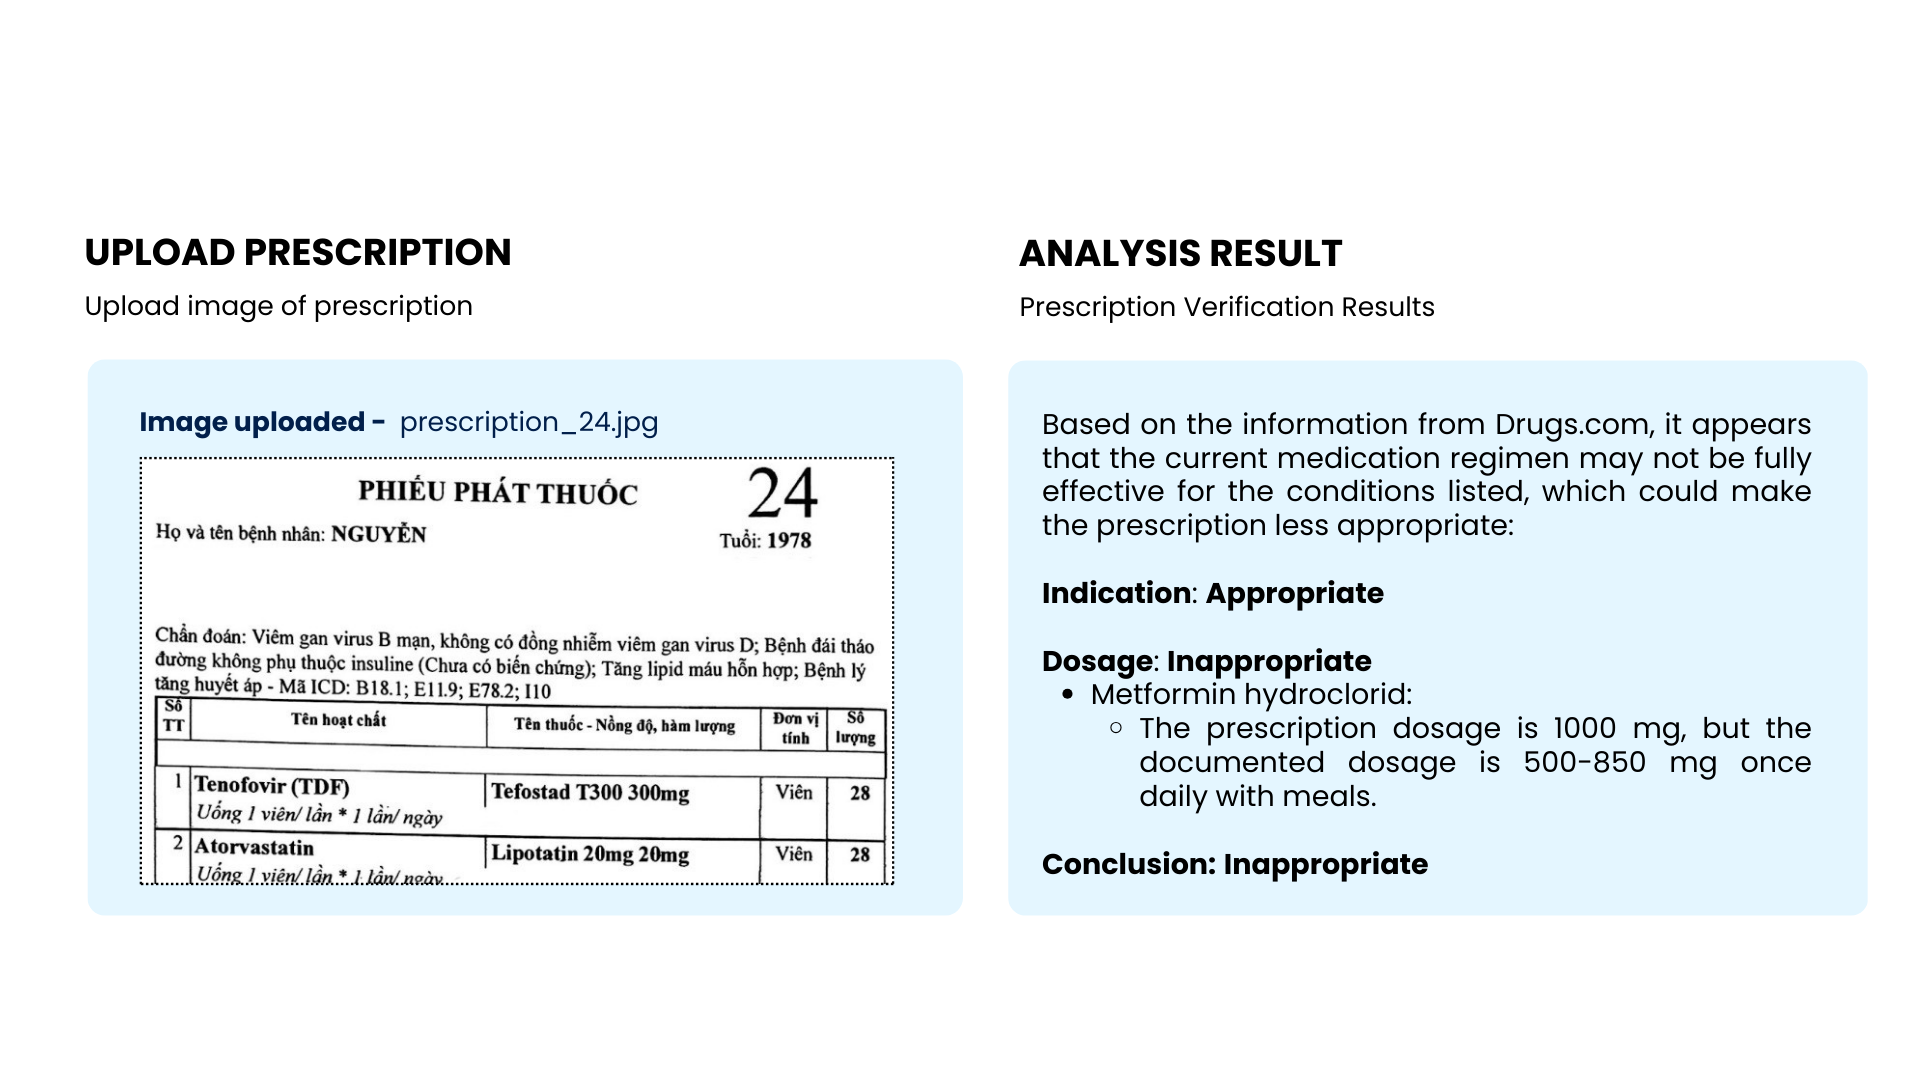 UPLOAD PRESCRIPTION
Upload image of prescription
Image uploaded - prescription_24.jpg
PHIẾU PHÁT THUỐC
24
Họ và tên bệnh nhân: NGUYỄN
Tuổi: 1978
Chẩn đoán: Viêm gan virus B mạn, không có đồng nhiễm viêm gan virus D; Bệnh đái tháo
đường không phụ thuộc insuline (Chưa có biến chứng); Tăng lipid máu hỗn hợp; Bệnh lý
tăng huyết áp - Mã ICD: B18.1; E11.9; E78.2; I10
Số TT Tên hoạt chất Tên thuốc - Nồng độ, hàm lượng Đơn vị tính Số lượng
1 Tenofovir (TDF) Tefostad T300 300mg Viên 28
Uống 1 viên/ lần * 1 lần/ ngày
2 Atorvastatin Lipotatin 20mg 20mg Viên 28
Uống 1 viên/ lần * 1 lần/ ngày
ANALYSIS RESULT
Prescription Verification Results
Based on the information from Drugs.com, it appears
that the current medication regimen may not be fully
effective for the conditions listed, which could make
the prescription less appropriate:
Indication: Appropriate
Dosage: Inappropriate
• Metformin hydroclorid:
○ The prescription dosage is 1000 mg, but the
documented dosage is 500-850 mg once
daily with meals.
Conclusion: Inappropriate